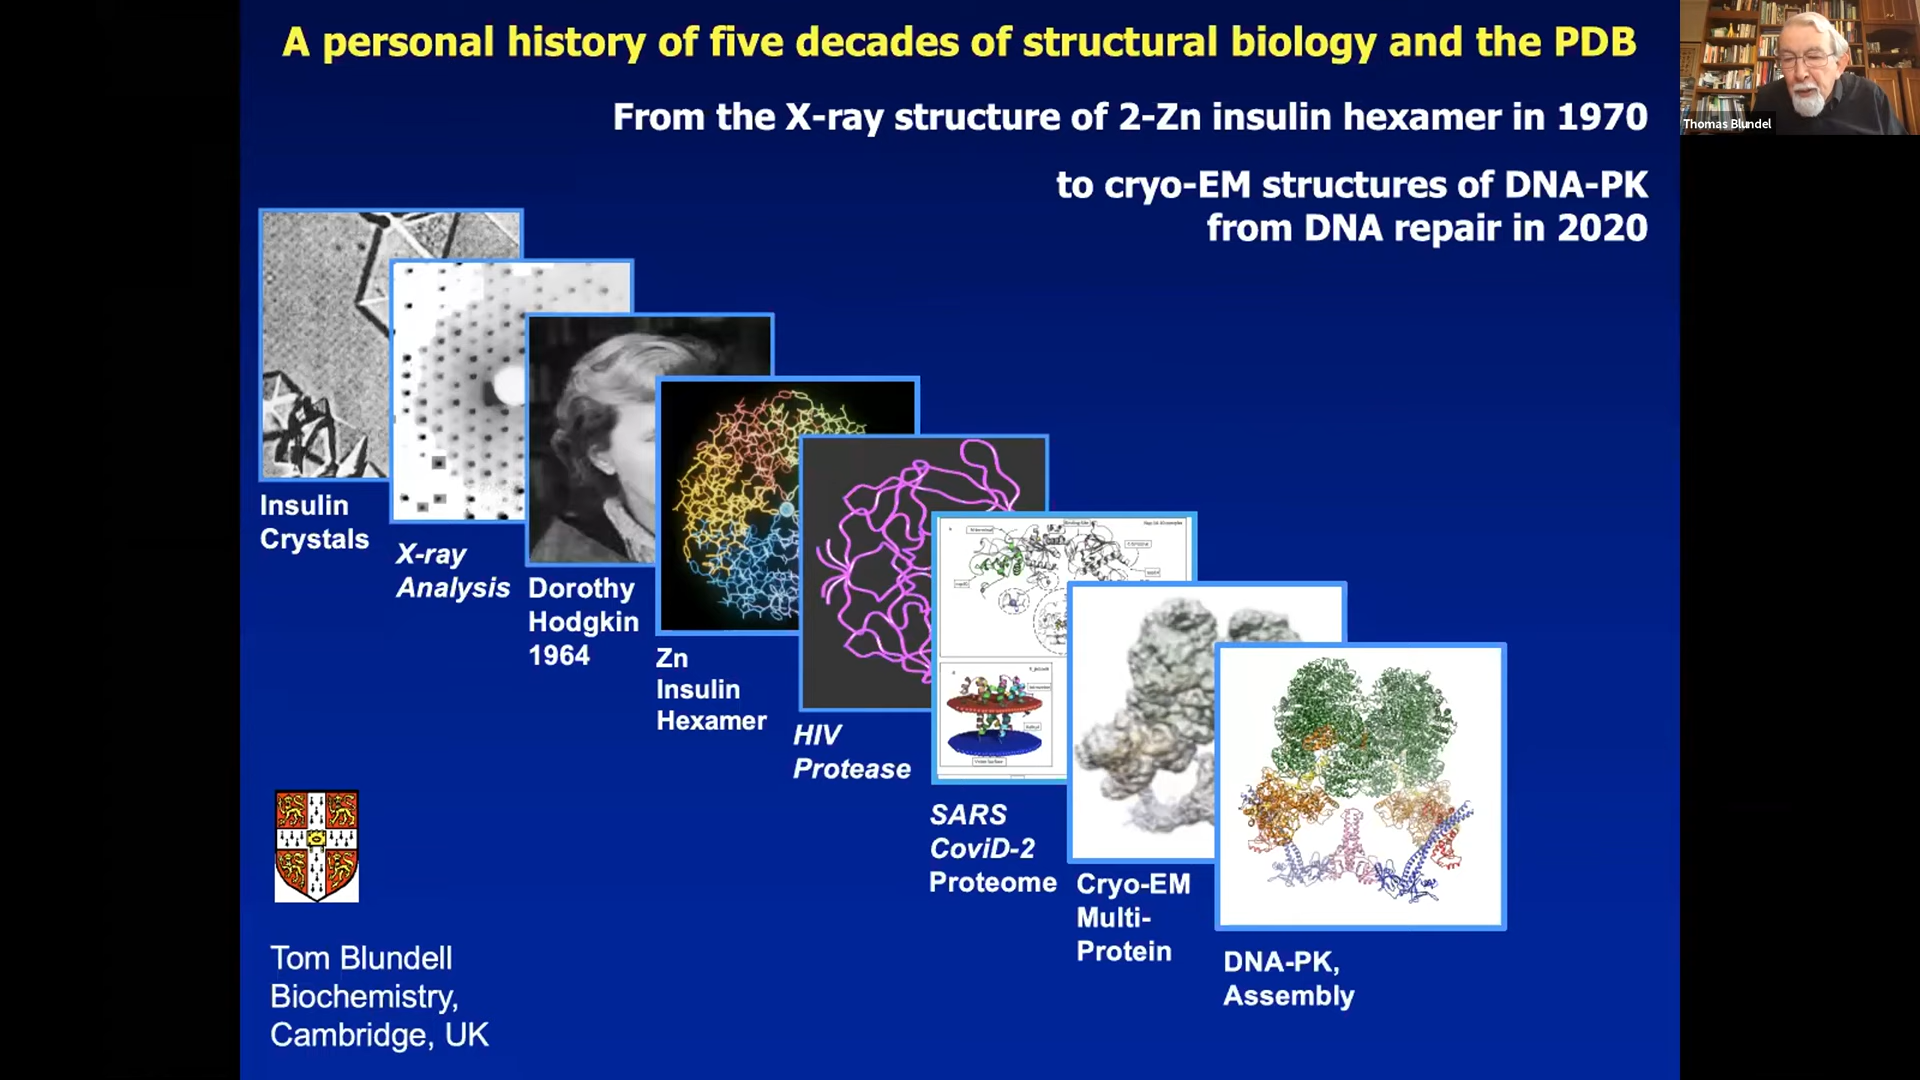 A personal history of five decades of structural biology and the PDB
From the X-ray structure of 2-Zn insulin hexamer in 1970
to cryo-EM structures of DNA-PK
from DNA repair in 2020
Thomas Blundel
Insulin
Crystals
X-ray
Analysis
Dorothy
Hodgkin
1964
Zn
Insulin
Hexamer
HIV
Protease
SARS
CoviD-2
Proteome
Cryo-EM
Multi-
Protein
DNA-PK,
Assembly
Tom Blundell
Biochemistry,
Cambridge, UK